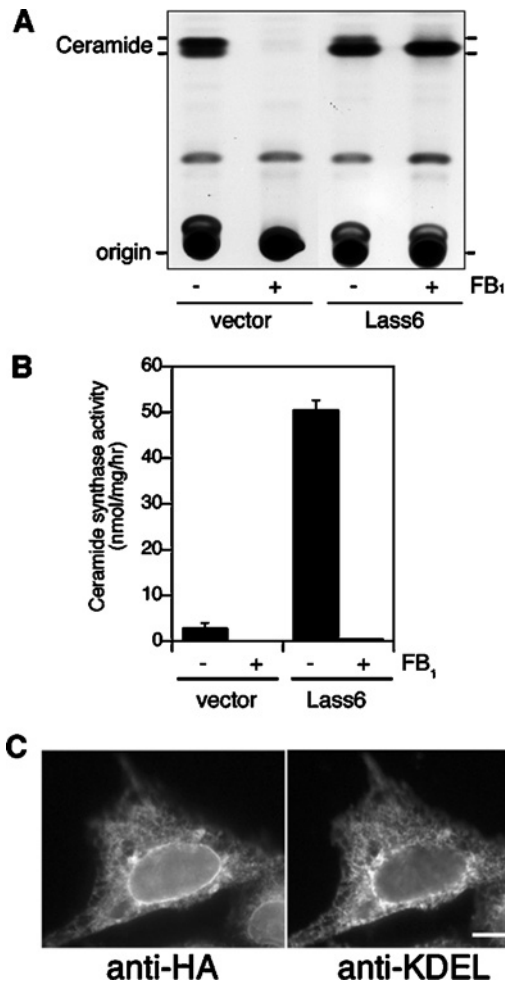 A
Ceramide
origin
- + - + FB1
vector Lass6
B
Ceramide synthase activity
(nmol/mg/hr)
60
50
40
30
20
10
0
- + - + FB1
vector Lass6
C
anti-HA anti-KDEL